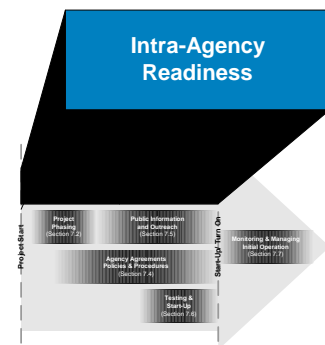 Intra-Agency
Readiness
Project Start
Start-Up/ Turn On
Project
Phasing
(Section 7.2)
Public Information
and Outreach
(Section 7.5)
Monitoring & Managing
Initial Operation
(Section 7.7)
Agency Agreements
Policies & Procedures
(Section 7.4)
Testing &
Start-Up
(Section 7.6)